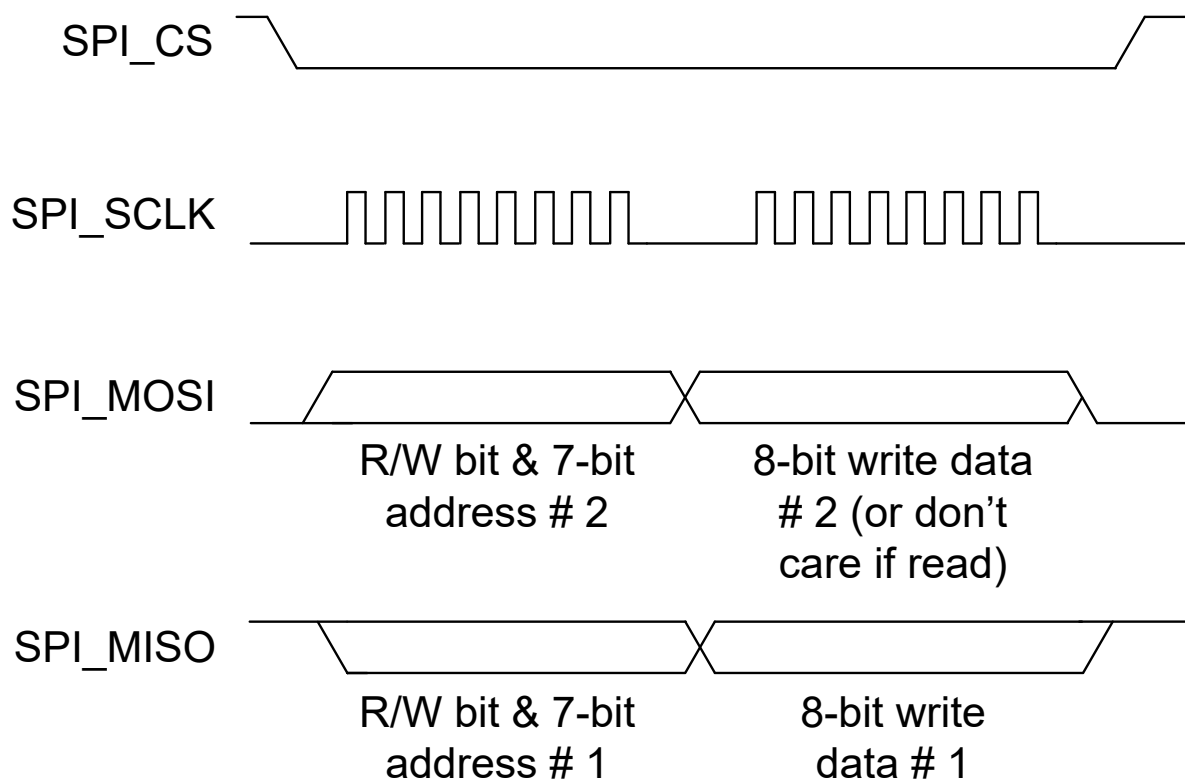 SPI_CS
SPI_SCLK
SPI_MOSI
R/W bit & 7-bit
address # 2
8-bit write data
# 2 (or don’t
care if read)
SPI_MISO
R/W bit & 7-bit
address # 1
8-bit write
data # 1